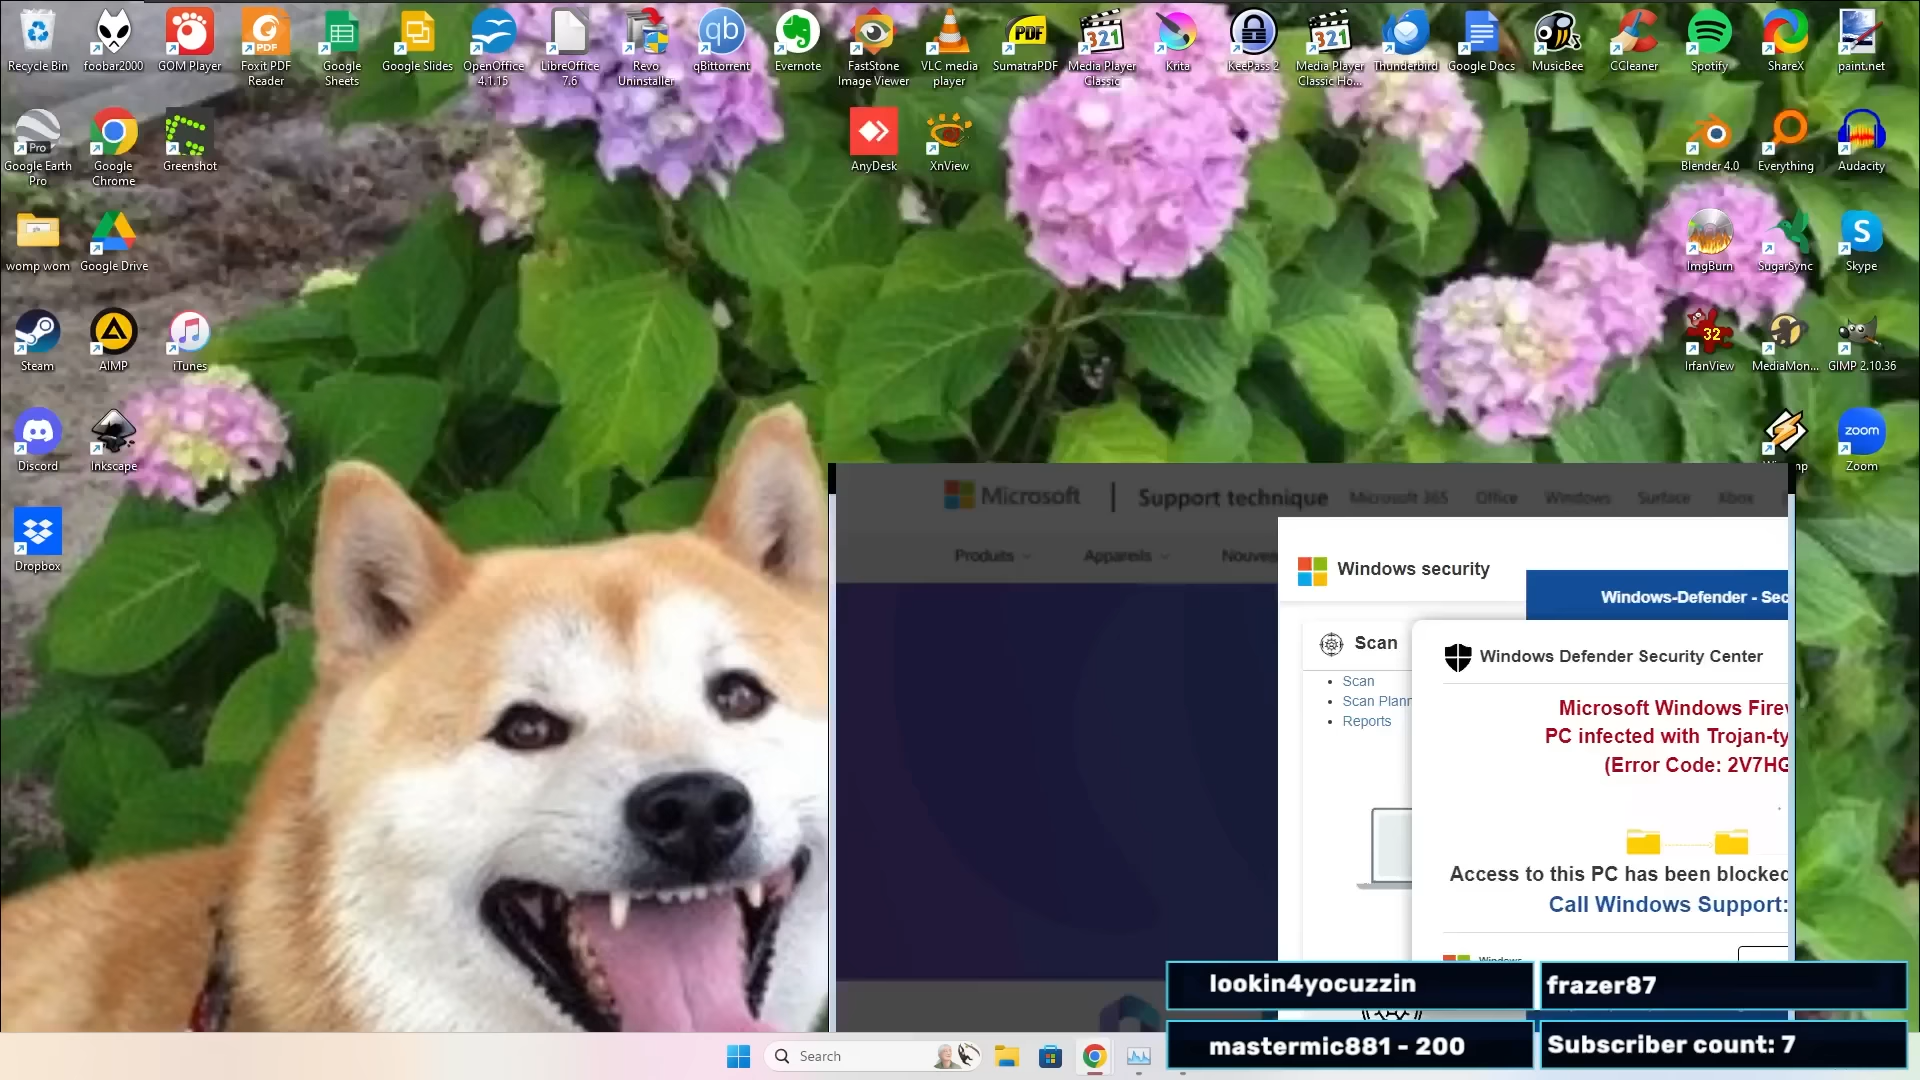 Recycle Bin
foobar2000
GOM Player
Foxit PDF
Reader
Google
Sheets
Google Slides
OpenOffice
4.1.15
LibreOffice
7.6
Revo
Uninstaller
qBittorrent
Evernote
FastStone
Image Viewer
VLC media
player
SumatraPDF
Media Player
Classic
Krita
KeePass 2
Media Player
Classic Ho...
Thunderbird
Google Docs
MusicBee
CCleaner
Spotify
ShareX
paint.net
Google Earth
Pro
Google
Chrome
Greenshot
AnyDesk
XnView
Blender 4.0
Everything
Audacity
womp wom
Google Drive
ImgBurn
SugarSync
Skype
Steam
AIMP
iTunes
IrfanView
MediaMon...
GIMP 2.10.36
Discord
Inkscape
Zoom
Dropbox
Microsoft | Support technique Microsoft 365 Office Windows Surface Xbox
Produits Appareils
Windows security
Windows-Defender - Sec
Scan
Scan
Reports
Windows Defender Security Center
Microsoft Windows
PC infected with
(Error Code: 2V7HG
Access to this PC has been blocked
Call Windows Support:
lookin4yocuzzin
frazer87
mastermic881 - 200
Subscriber count: 7
Search